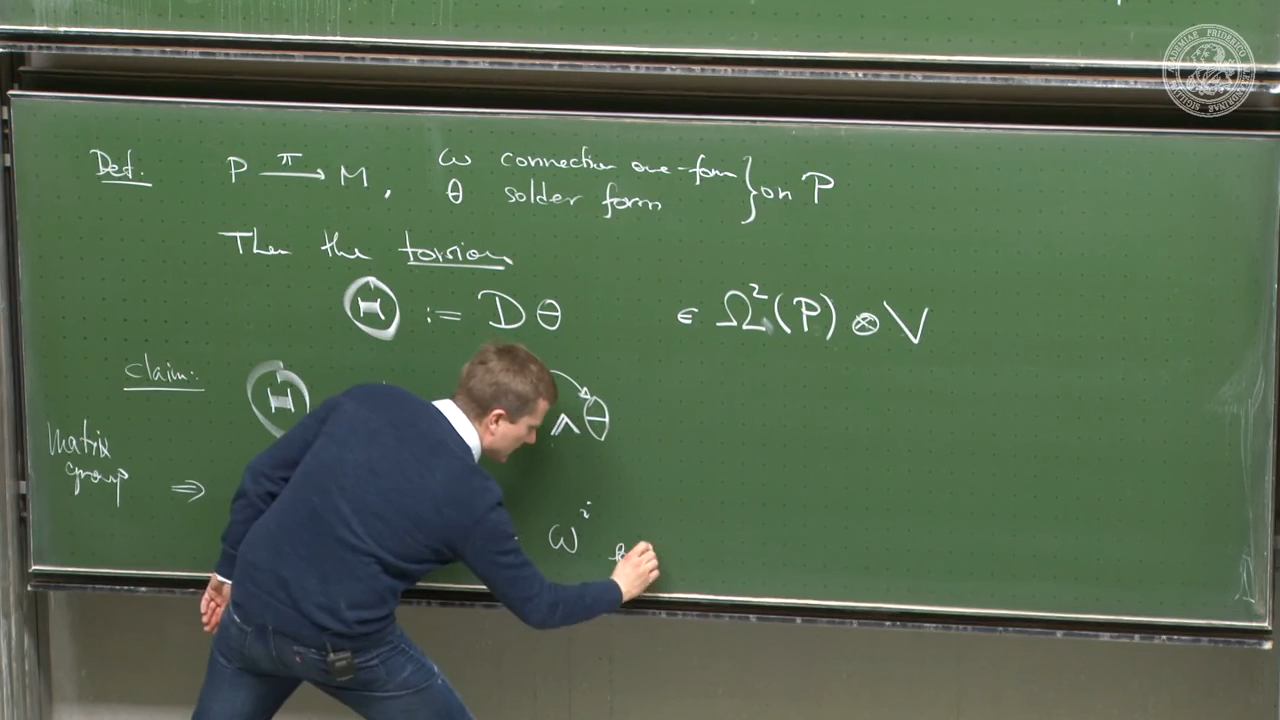 Def. P →^π M, ω connection one-form } on P
θ solder form
Then the torsion
Θ := Dθ ∈ Ω²(P) ⊗ V
Claim: Θ ∧ θ
matrix
group ⇒
ω^i